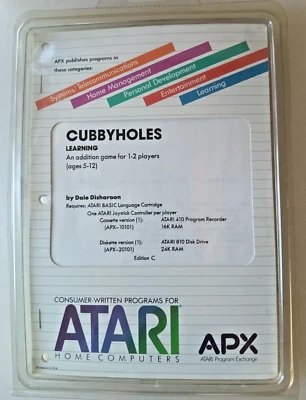 APX publishes programs in
these categories:
Systems/Telecommunications
Home Management
Personal Development
Entertainment
Learning
CUBBYHOLES
LEARNING
An addition game for 1-2 players
(ages 5-12)
by Dale Disharoon
Requires: ATARI BASIC Language Cartridge
One ATARI Joystick Controller per player
Cassette version (1): ATARI 410 Program Recorder
(APX-10101) 16K RAM
Diskette version (1): ATARI 810 Disk Drive
(APX-20101) 24K RAM
Edition C
CONSUMER-WRITTEN PROGRAMS FOR
ATARI
HOME COMPUTERS
APX
ATARI Program Exchange